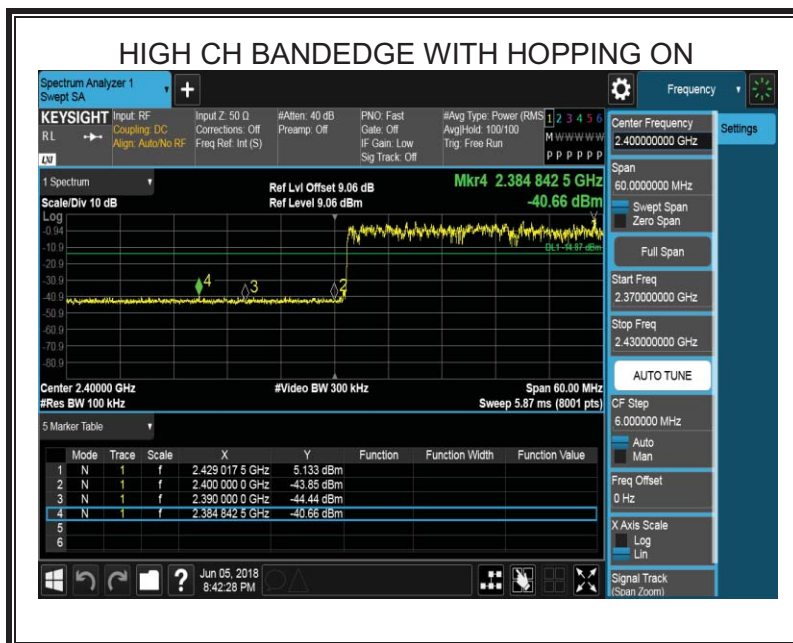 HIGH CH BANDEDGE WITH HOPPING ON
Spectrum Analyzer 1
Swept SA
+
Frequency
Settings
KEYSIGHT
RL
LXI
Input: RF
Coupling: DC
Align: Auto/No RF
Input Z: 50 Ω
Corrections: Off
Freq Ref: Int (S)
#Atten: 40 dB
Preamp: Off
PNO: Fast
Gate: Off
IF Gain: Low
Sig Track: Off
#Avg Type: Power (RMS
Avg|Hold: 100/100
Trig: Free Run
1 2 3 4 5 6
M W W W W W
P P P P P P
1 Spectrum
Scale/Div 10 dB
Ref Lvl Offset 9.06 dB
Ref Level 9.06 dBm
Mkr4 2.384 842 5 GHz
-40.66 dBm
Log
-0.94
-10.9
-20.9
-30.9
-40.9
-50.9
-60.9
-70.9
-80.9
DL1 -14.87 dBm
4
3
2
1
Center 2.40000 GHz
#Res BW 100 kHz
#Video BW 300 kHz
Span 60.00 MHz
Sweep 5.87 ms (8001 pts)
5 Marker Table
Mode Trace Scale X Y Function Function Width Function Value
1 N 1 f 2.429 017 5 GHz 5.133 dBm
2 N 1 f 2.400 000 0 GHz -43.85 dBm
3 N 1 f 2.390 000 0 GHz -44.44 dBm
4 N 1 f 2.384 842 5 GHz -40.66 dBm
5
6
Center Frequency
2.400000000 GHz
Span
60.0000000 MHz
Swept Span
Zero Span
Full Span
Start Freq
2.370000000 GHz
Stop Freq
2.430000000 GHz
AUTO TUNE
CF Step
6.000000 MHz
Auto
Man
Freq Offset
0 Hz
X Axis Scale
Log
Lin
Signal Track
(Span Zoom)
?
Jun 05, 2018
8:42:28 PM